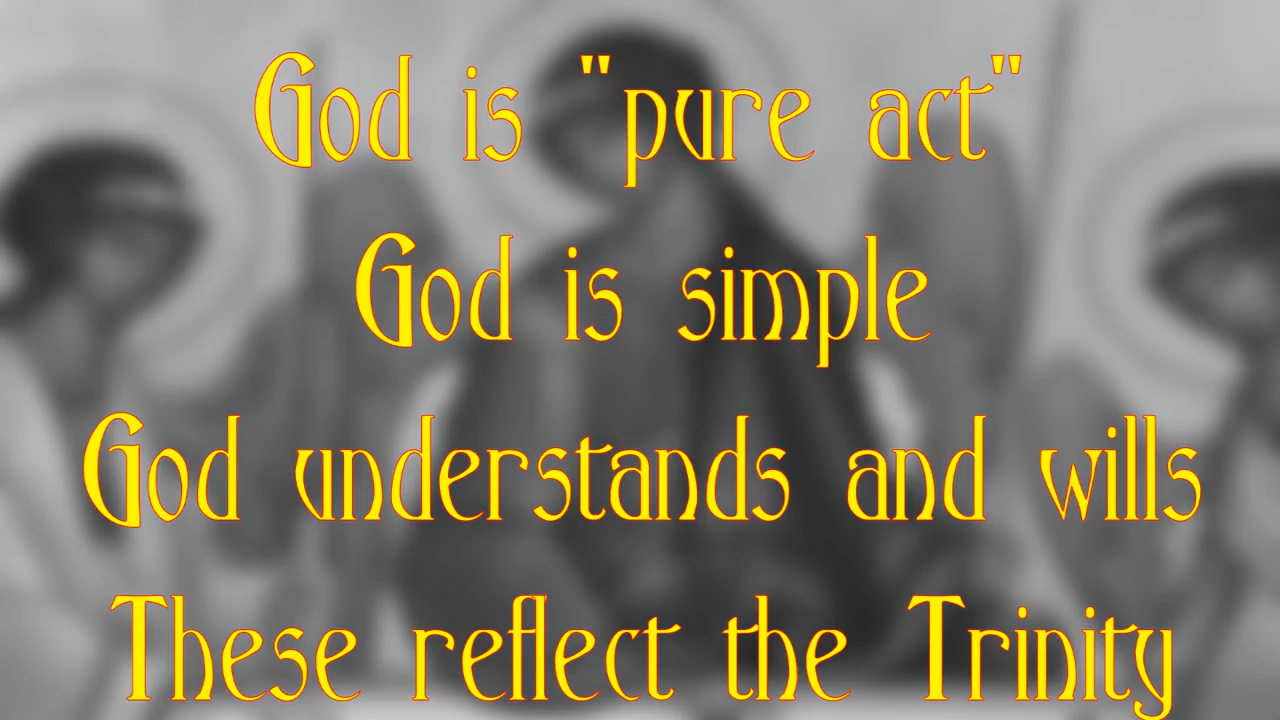 God is "pure act"
God is simple
God understands and wills
These reflect the Trinity